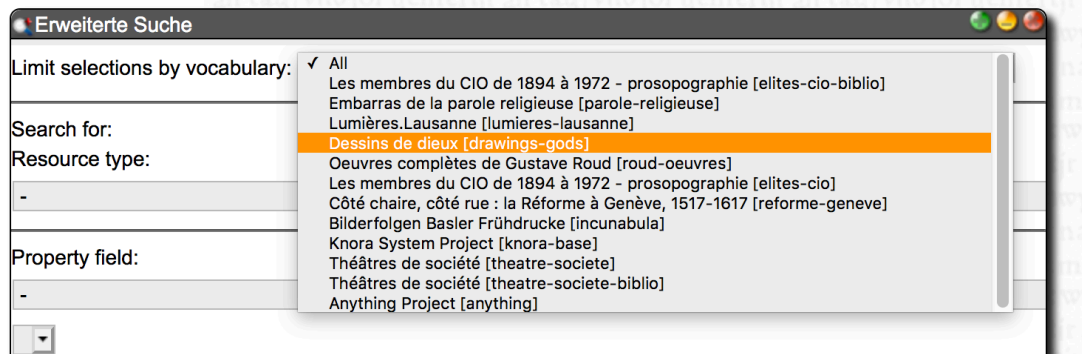 Erweiterte Suche
Limit selections by vocabulary:
✓ All
Les membres du CIO de 1894 à 1972 - prosopographie [elites-cio-biblio]
Embarras de la parole religieuse [parole-religieuse]
Lumières.Lausanne [lumieres-lausanne]
Dessins de dieux [drawings-gods]
Oeuvres complètes de Gustave Roud [roud-oeuvres]
Les membres du CIO de 1894 à 1972 - prosopographie [elites-cio]
Côté chaire, côté rue : la Réforme à Genève, 1517-1617 [reforme-geneve]
Bilderfolgen Basler Frühdrucke [incunabula]
Knora System Project [knora-base]
Théâtres de société [theatre-societe]
Théâtres de société [theatre-societe-biblio]
Anything Project [anything]
Search for:
Resource type:
-
Property field:
-